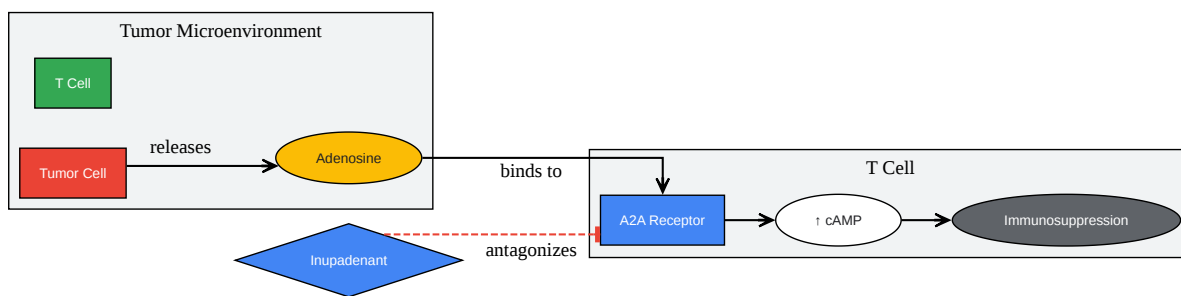 Tumor Microenvironment
T Cell
Tumor Cell
releases
Adenosine
binds to
T Cell
A2A Receptor
↑ cAMP
Immunosuppression
Inupadenant
antagonizes